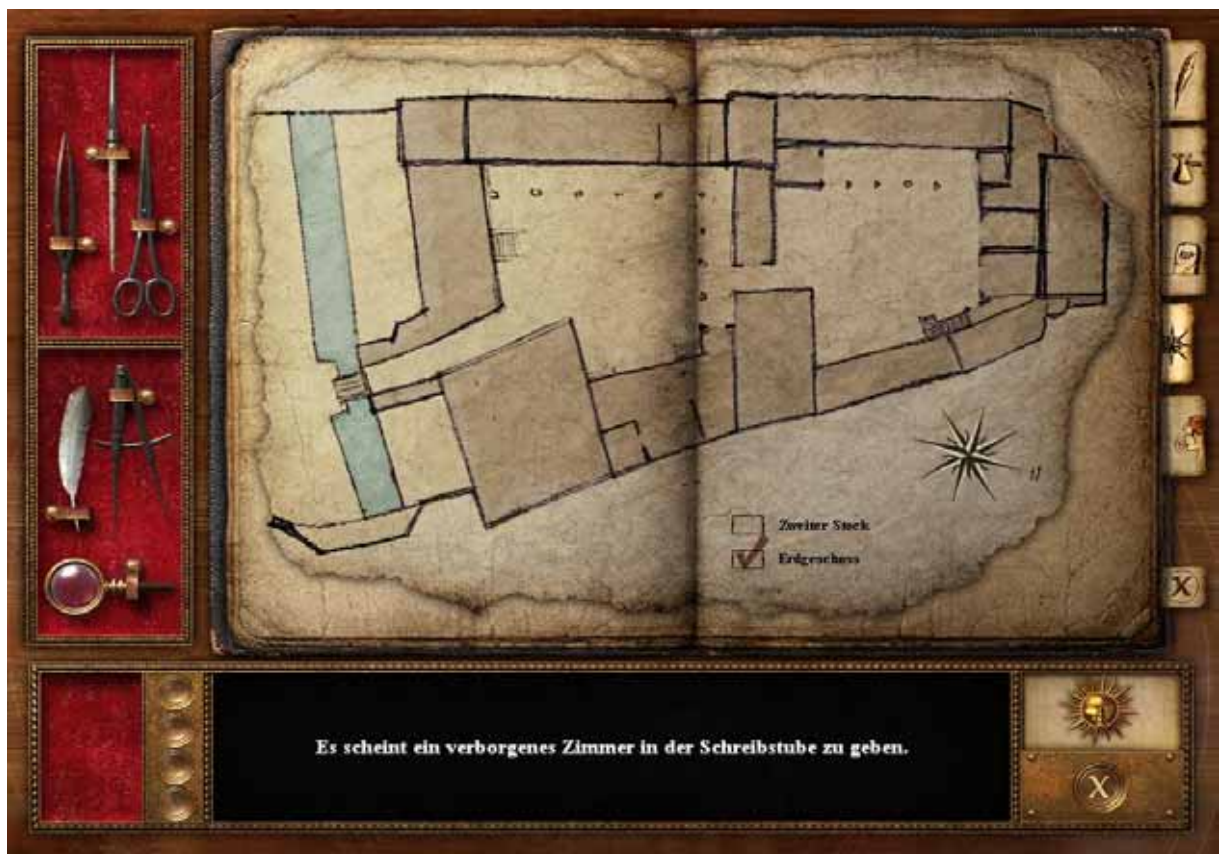 Zweiter Stock
Erdgeschoss
X
Es scheint ein verborgenes Zimmer in der Schreibstube zu geben.
X